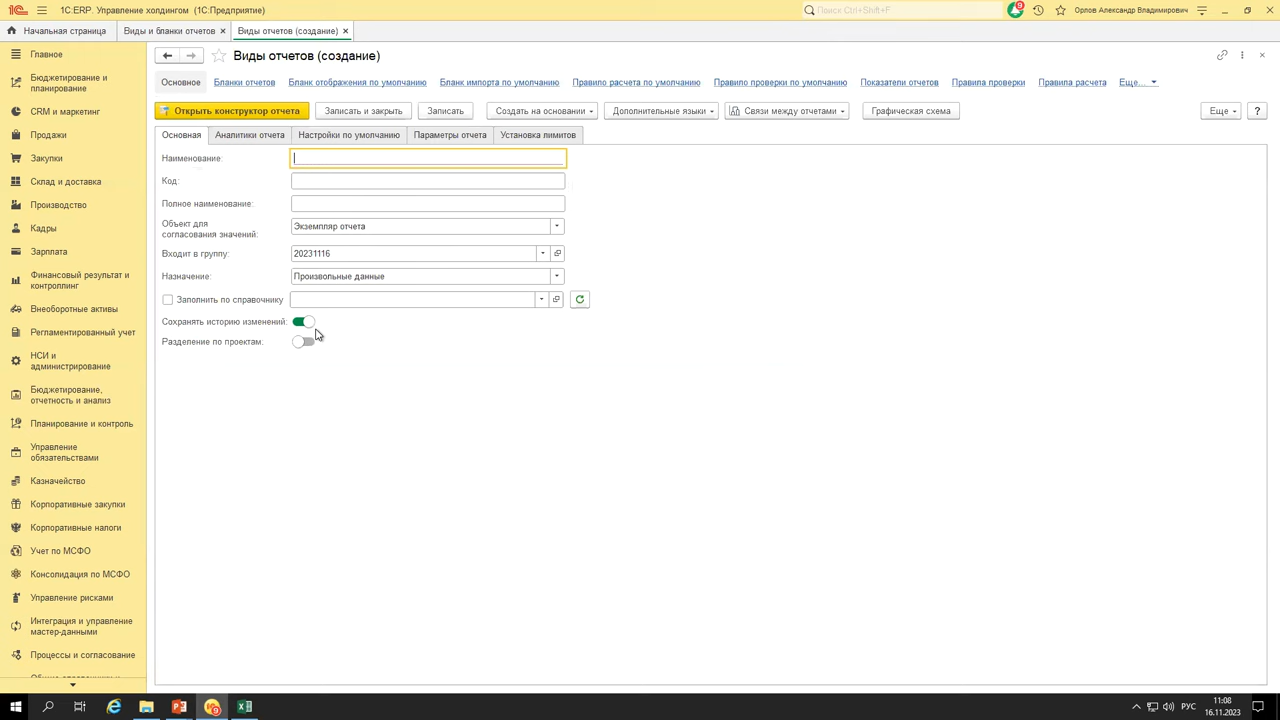 1С:ERP. Управление холдингом (1С:Предприятие)
Поиск Ctrl+Shift+F
9
Орлов Александр Владимирович
Начальная страница
Виды и бланки отчетов ×
Виды отчетов (создание) ×
Главное
Бюджетирование и
планирование
CRM и маркетинг
Продажи
Закупки
Склад и доставка
Производство
Кадры
Зарплата
Финансовый результат и
контроллинг
Внеоборотные активы
Регламентированный учет
НСИ и
администрирование
Бюджетирование,
отчетность и анализ
Планирование и контроль
Управление
обязательствами
Казначейство
Корпоративные закупки
Корпоративные налоги
Учет по МСФО
Консолидация по МСФО
Управление рисками
Интеграция и управление
мастер-данными
Процессы и согласование
Виды отчетов (создание)
Основное Бланки отчетов Бланк отображения по умолчанию Бланк импорта по умолчанию Правило расчета по умолчанию Правило проверки по умолчанию Показатели отчетов Правила проверки Правила расчета Еще...
Открыть конструктор отчета Записать и закрыть Записать Создать на основании Дополнительные языки Связи между отчетами Графическая схема Еще ?
Основная Аналитики отчета Настройки по умолчанию Параметры отчета Установка лимитов
Наименование:
Код:
Полное наименование:
Объект для
согласования значений: Экземпляр отчета
Входит в группу: 20231116
Назначение: Произвольные данные
Заполнить по справочнику
Сохранять историю изменений:
Разделение по проектам:
РУС
11:08
16.11.2023